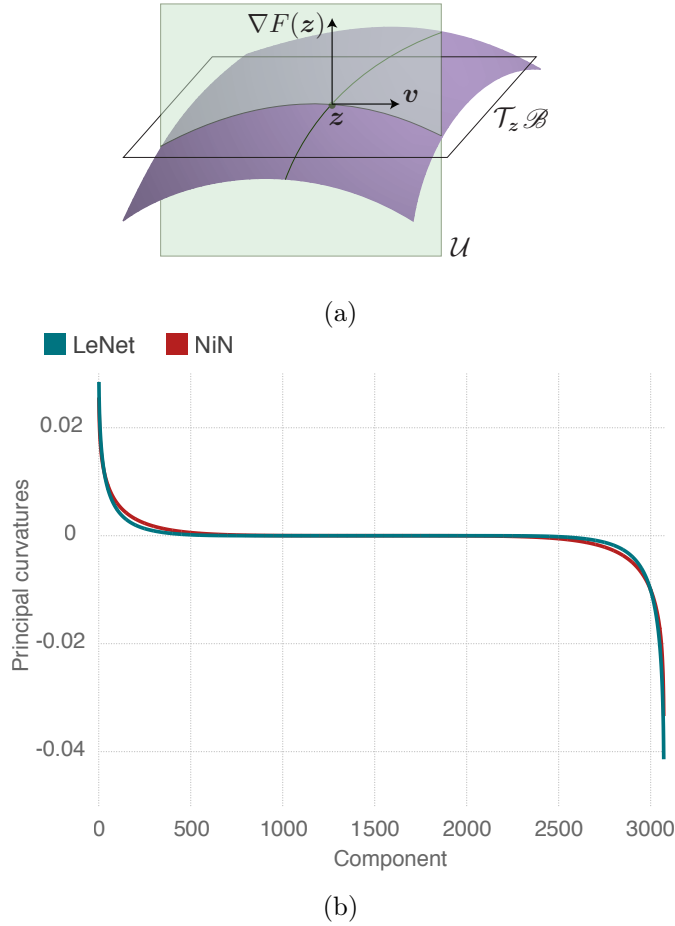 ∇F(z)
v
z
𝒯_z ℬ
𝒰
(a)
LeNet NiN
0.02
0
-0.02
-0.04
Principal curvatures
0 500 1000 1500 2000 2500 3000
Component
(b)